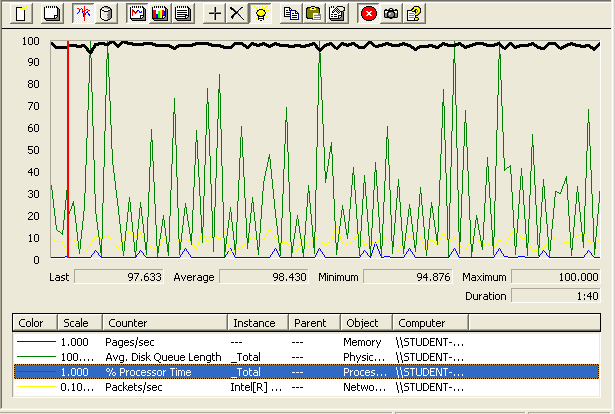 100
90
80
70
60
50
40
30
20
10
0
Last 97.633 Average 98.430 Minimum 94.876 Maximum 100.000
Duration 1:40
Color Scale Counter Instance Parent Object Computer
1.000 Pages/sec --- --- Memory \\STUDENT-...
100.... Avg. Disk Queue Length _Total --- Physic... \\STUDENT-...
1.000 % Processor Time _Total --- Proces... \\STUDENT-...
0.10... Packets/sec Intel[R] ... --- Netwo... \\STUDENT-...